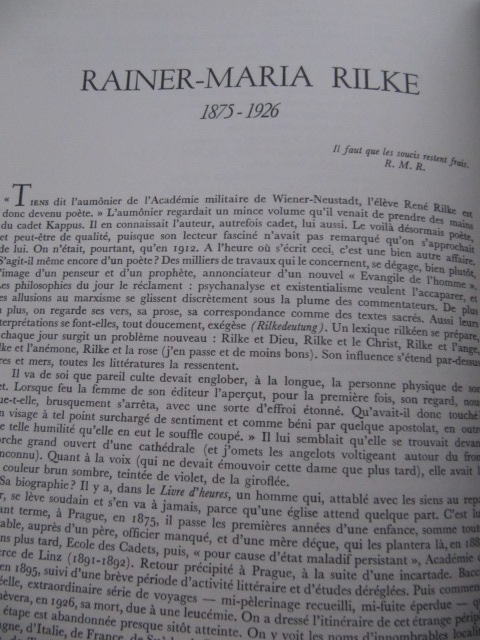 RAINER-MARIA RILKE
1875-1926
Il faut que les soucis restent frais.
R. M. R.
« TIENS dit l'aumônier de l'Académie militaire de Wiener-Neustadt, l'élève René Rilke est
donc devenu poète. » L'aumônier regardait un mince volume qu'il venait de prendre des mains
du cadet Kappus. Il en connaissait l'auteur, autrefois cadet, lui aussi. Le voilà désormais poète,
et peut-être de qualité, puisque son lecteur fasciné n'avait pas remarqué qu'on s'approchait
de lui. On n'était, pourtant, qu'en 1912. A l'heure où s'écrit ceci, c'est une bien autre affaire.
S'agit-il même encore d'un poète? Des milliers de travaux qui le concernent, se dégage, bien plutôt,
l'image d'un penseur et d'un prophète, annonciateur d'un nouvel « Evangile de l'homme ».
Les philosophies du jour le réclament : psychanalyse et existentialisme veulent l'accaparer, et
les allusions au marxisme se glissent discrètement sous la plume des commentateurs. De plus
en plus, on regarde ses vers, sa prose, sa correspondance comme des textes sacrés. Aussi leurs
interprétations se font-elles, tout doucement, exégèse (Rilkedeutung). Un lexique rilkéen se prépare,
chaque jour surgit un problème nouveau : Rilke et Dieu, Rilke et le Christ, Rilke et l'ange,
Rilke et l'anémone, Rilke et la rose (j'en passe et de moins bons). Son influence s'étend par-dessus
res et mers, toutes les littératures la ressentent.
Il va de soi que pareil culte devait englober, à la longue, la personne physique de son
et. Lorsque feu la femme de son éditeur l'aperçut, pour la première fois, son regard, nous
ue-t-elle, brusquement s'arrêta, avec une sorte d'effroi étonné. Qu'avait-il donc touché
n visage à tel point surchargé de sentiment et comme béni par quelque apostolat, en outre
e telle humilité qu'elle en eut le souffle coupé. » Il lui semblait qu'elle se trouvait devant
orche grand ouvert d'une cathédrale (et j'omets les angelots voltigeant autour du front
inconnu). Quant à la voix (qui ne devait émouvoir cette dame que plus tard), elle avait l
couleur brun sombre, teintée de violet, de la giroflée.
Sa biographie? Il y a, dans le Livre d'heures, un homme qui, attablé avec les siens au repas
r, se lève soudain et s'en va à jamais, parce qu'une église attend quelque part. C'est lu
ant terme, à Prague, en 1875, il passe les premières années d'une enfance, somme tout
able, auprès d'un père, officier manqué, et d'une mère déçue, qui les plantera là, en 188
ns plus tard, Ecole des Cadets, puis, « pour cause d'état maladif persistant », Académie d
erce de Linz (1891-1892). Retour précipité à Prague, à la suite d'une incartade. Bacc
en 1895, suivi d'une brève période d'activité littéraire et d'études déréglées. Puis commen
éelle, extraordinaire série de voyages — mi-pèlerinage recueilli, mi-fuite éperdue — qu
hèvera, en 1926, sa mort, due à une leucémie. On a dressé l'itinéraire de cet étrange périp
étape est abandonnée presque sitôt atteinte. On y voit les noms d'innombrables local
gne, d'Italie, de France, de